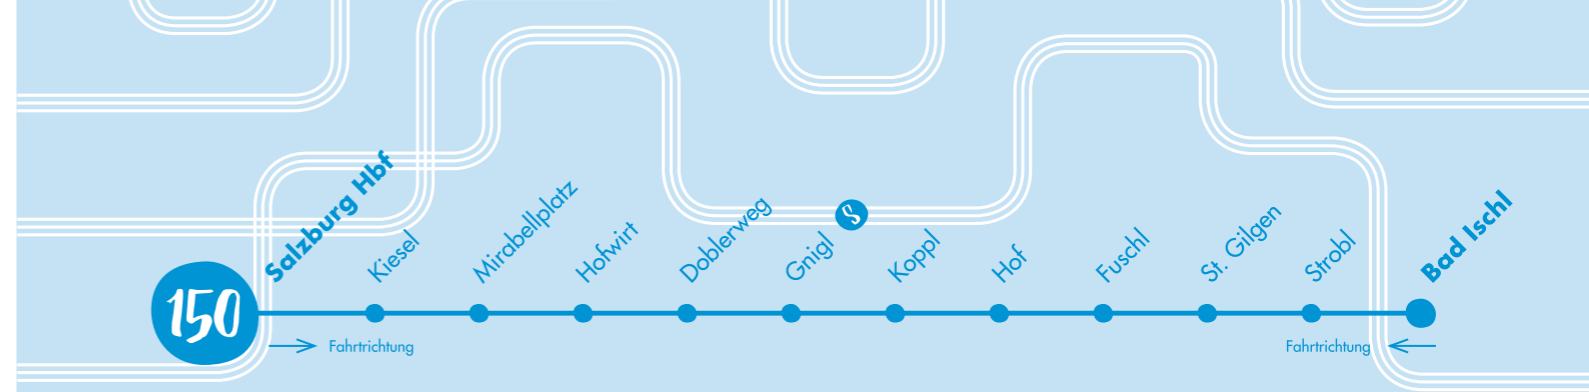 150
Salzburg Hbf
Kiesel
Mirabellplatz
Hofwirt
Doblerweg
Gnigl
Koppl
Hof
Fuschl
St. Gilgen
Strobl
Bad Ischl
Fahrtrichtung
Fahrtrichtung
S